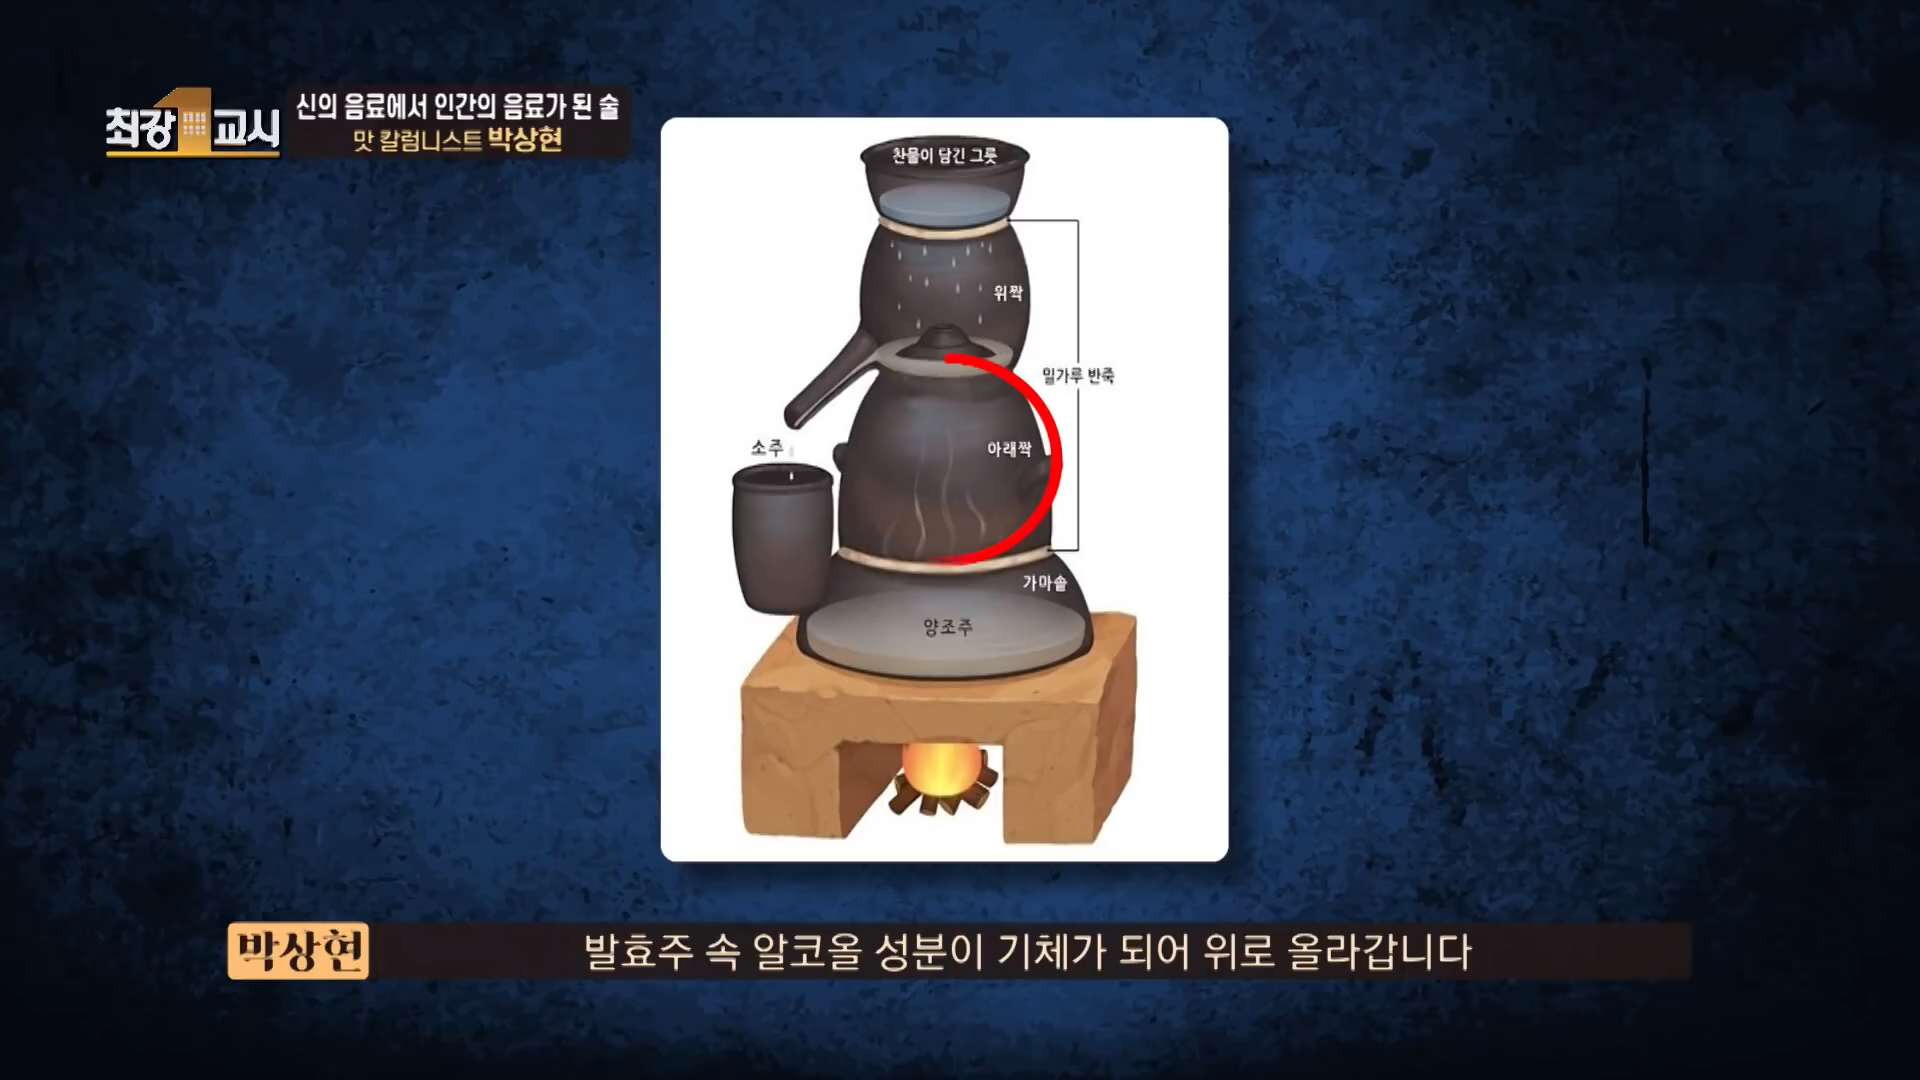 최강1교시
신의 음료에서 인간의 음료가 된 술
맛 칼럼니스트 박상현
찬물이 담긴 그릇
위짝
밀가루 반죽
소주
아래짝
가마솥
양조주
박상현
발효주 속 알코올 성분이 기체가 되어 위로 올라갑니다